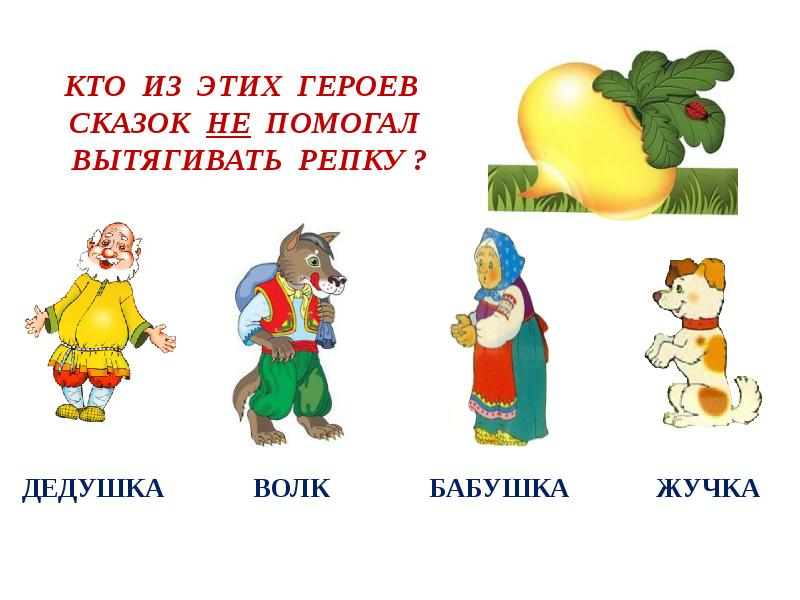 КТО ИЗ ЭТИХ ГЕРОЕВ
СКАЗОК НЕ ПОМОГАЛ
ВЫТЯГИВАТЬ РЕПКУ ?
ДЕДУШКА ВОЛК БАБУШКА ЖУЧКА